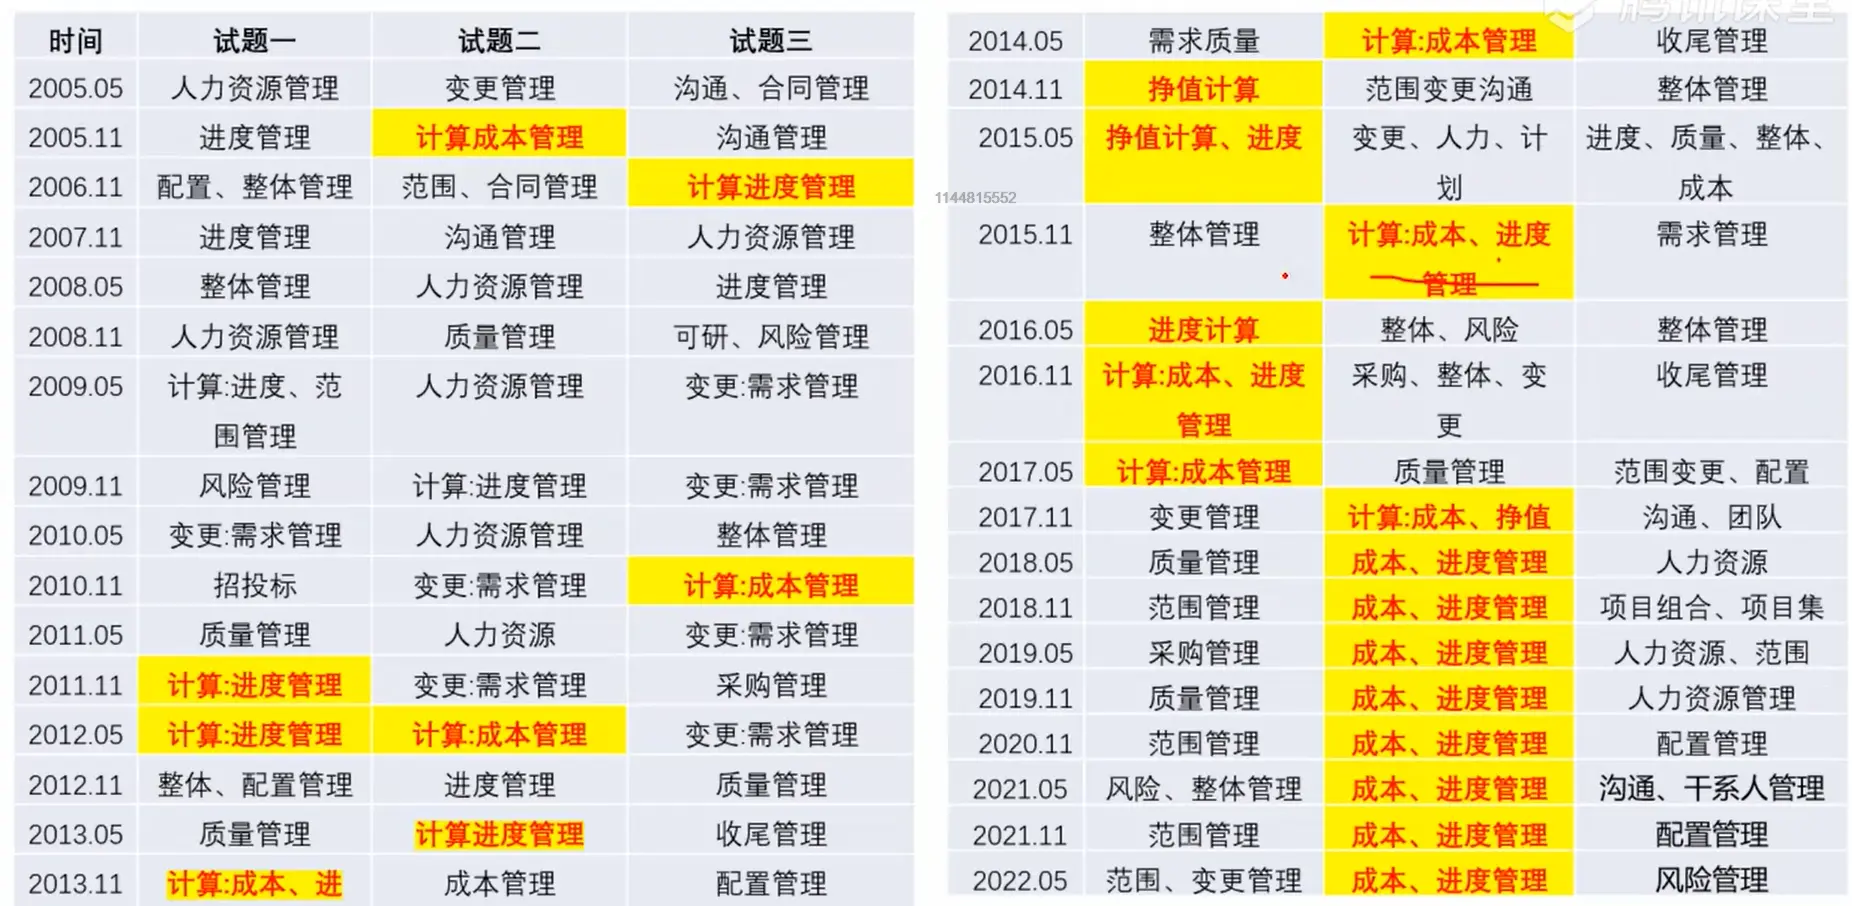 时间 试题一 试题二 试题三
2005.05 人力资源管理 变更管理 沟通、合同管理
2005.11 进度管理 计算成本管理 沟通管理
2006.11 配置、整体管理 范围、合同管理 计算进度管理
2007.11 进度管理 沟通管理 人力资源管理
2008.05 整体管理 人力资源管理 进度管理
2008.11 人力资源管理 质量管理 可研、风险管理
2009.05 计算:进度、范 人力资源管理 变更:需求管理
围管理
2009.11 风险管理 计算:进度管理 变更:需求管理
2010.05 变更:需求管理 人力资源管理 整体管理
2010.11 招投标 变更:需求管理 计算:成本管理
2011.05 质量管理 人力资源 变更:需求管理
2011.11 计算:进度管理 变更:需求管理 采购管理
2012.05 计算:进度管理 计算:成本管理 变更:需求管理
2012.11 整体、配置管理 进度管理 质量管理
2013.05 质量管理 计算进度管理 收尾管理
2013.11 计算:成本、进 成本管理 配置管理
腾讯课堂
2014.05 需求质量 计算:成本管理 收尾管理
2014.11 挣值计算 范围变更沟通 整体管理
2015.05 挣值计算、进度 变更、人力、计 进度、质量、整体、
划 成本
1144815552
2015.11 整体管理 计算:成本、进度 需求管理
管理
2016.05 进度计算 整体、风险 整体管理
2016.11 计算:成本、进度 采购、整体、变 收尾管理
管理 更
2017.05 计算:成本管理 质量管理 范围变更、配置
2017.11 变更管理 计算:成本、挣值 沟通、团队
2018.05 质量管理 成本、进度管理 人力资源
2018.11 范围管理 成本、进度管理 项目组合、项目集
2019.05 采购管理 成本、进度管理 人力资源、范围
2019.11 质量管理 成本、进度管理 人力资源管理
2020.11 范围管理 成本、进度管理 配置管理
2021.05 风险、整体管理 成本、进度管理 沟通、干系人管理
2021.11 范围管理 成本、进度管理 配置管理
2022.05 范围、变更管理 成本、进度管理 风险管理